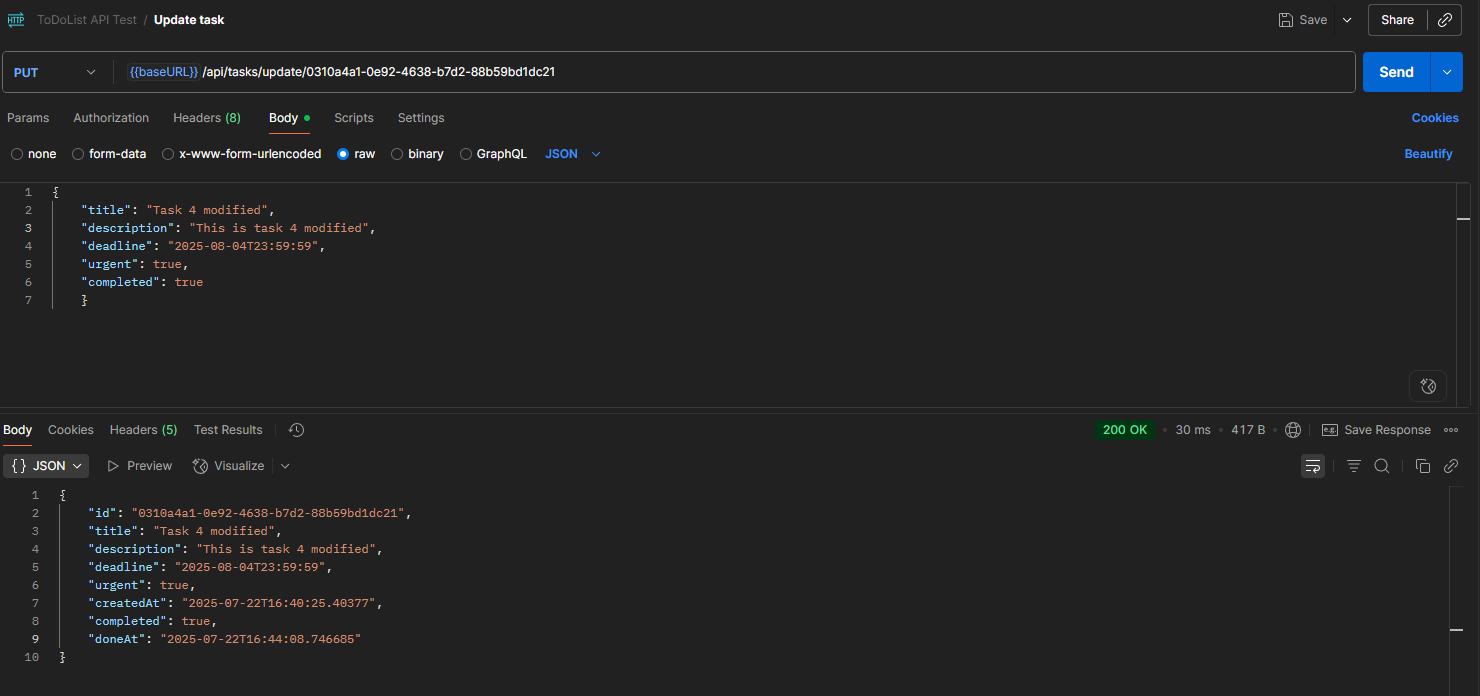 HTTP ToDoList API Test / Update task Save Share
PUT {{baseURL}}/api/tasks/update/0310a4a1-0e92-4638-b7d2-88b59bd1dc21 Send
Params Authorization Headers (8) Body Scripts Settings Cookies
none form-data x-www-form-urlencoded raw binary GraphQL JSON Beautify
1 {
2 "title": "Task 4 modified",
3 "description": "This is task 4 modified",
4 "deadline": "2025-08-04T23:59:59",
5 "urgent": true,
6 "completed": true
7 }
Body Cookies Headers (5) Test Results 200 OK • 30 ms • 417 B • e.g. Save Response
{} JSON Preview Visualize
1 {
2 "id": "0310a4a1-0e92-4638-b7d2-88b59bd1dc21",
3 "title": "Task 4 modified",
4 "description": "This is task 4 modified",
5 "deadline": "2025-08-04T23:59:59",
6 "urgent": true,
7 "createdAt": "2025-07-22T16:40:25.40377",
8 "completed": true,
9 "doneAt": "2025-07-22T16:44:08.746685"
10 }